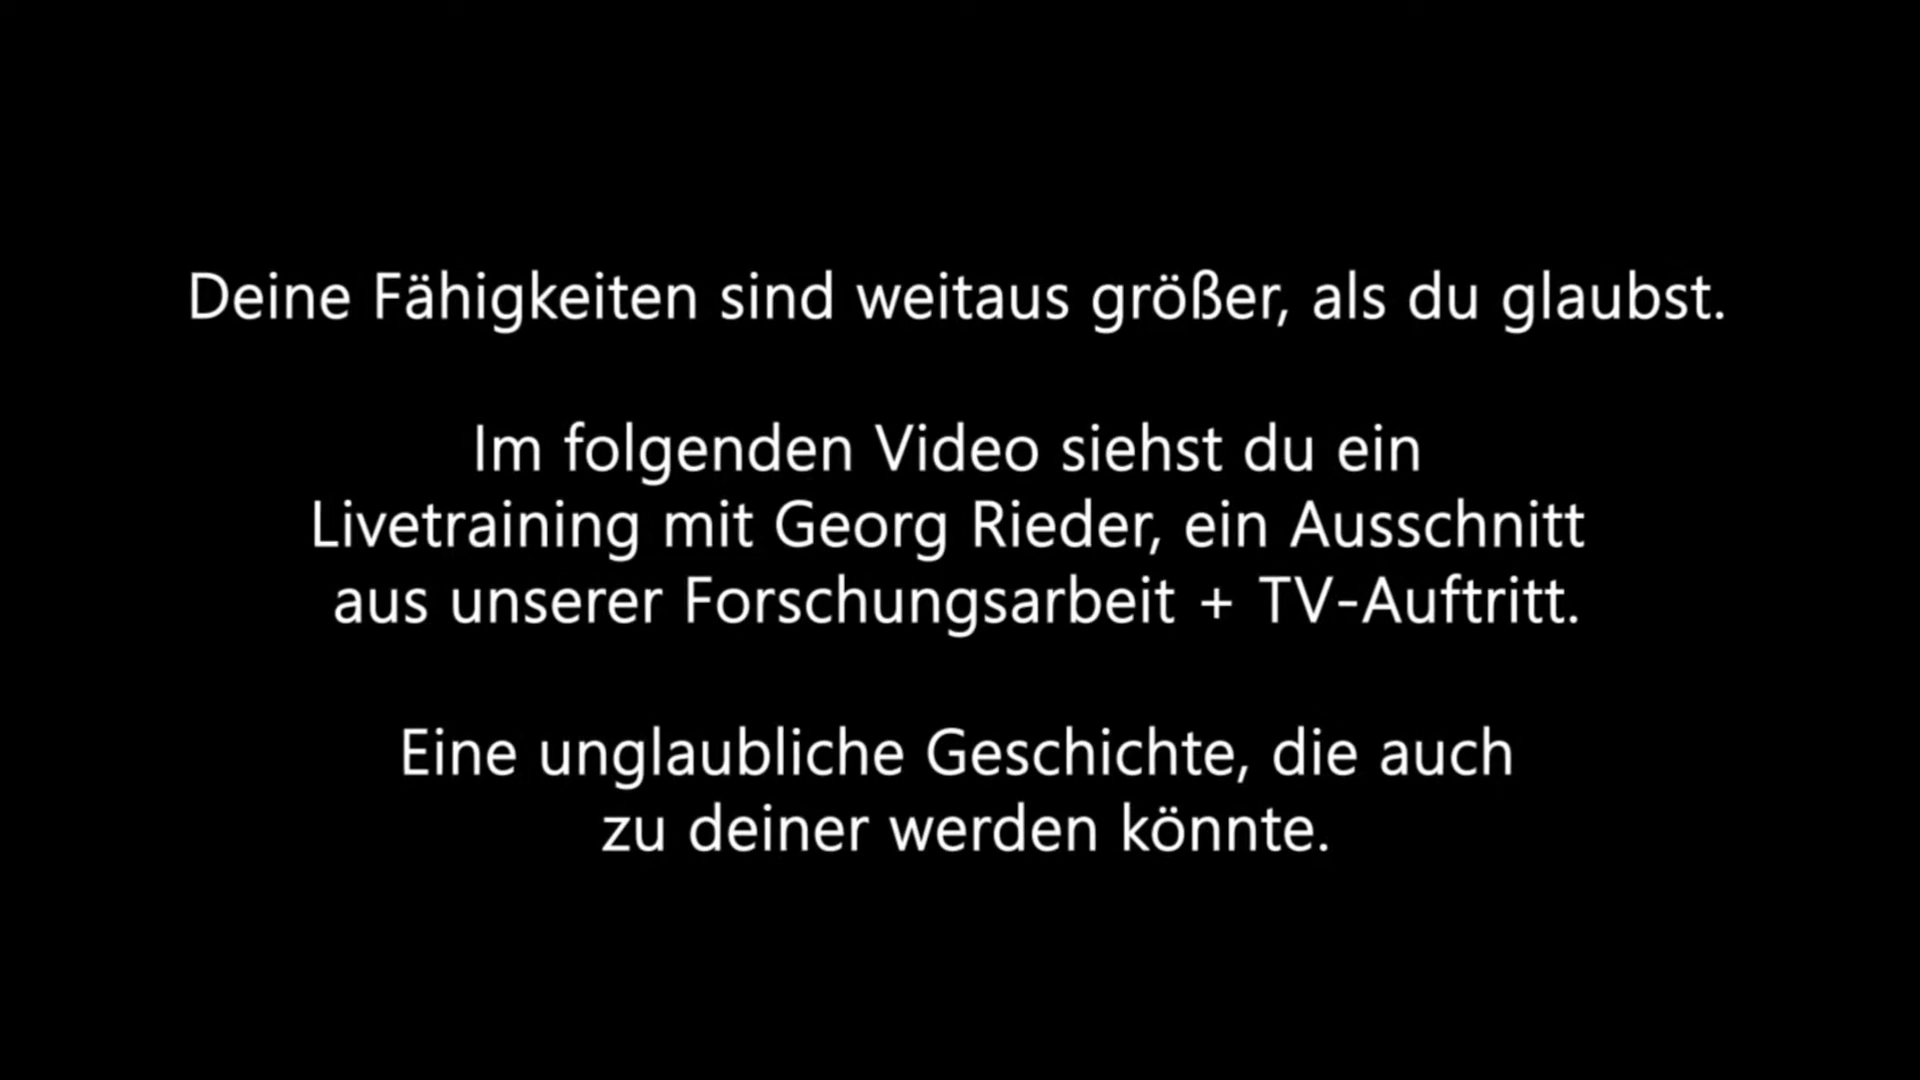 Deine Fähigkeiten sind weitaus größer, als du glaubst.
Im folgenden Video siehst du ein
Livetraining mit Georg Rieder, ein Ausschnitt
aus unserer Forschungsarbeit + TV-Auftritt.
Eine unglaubliche Geschichte, die auch
zu deiner werden könnte.